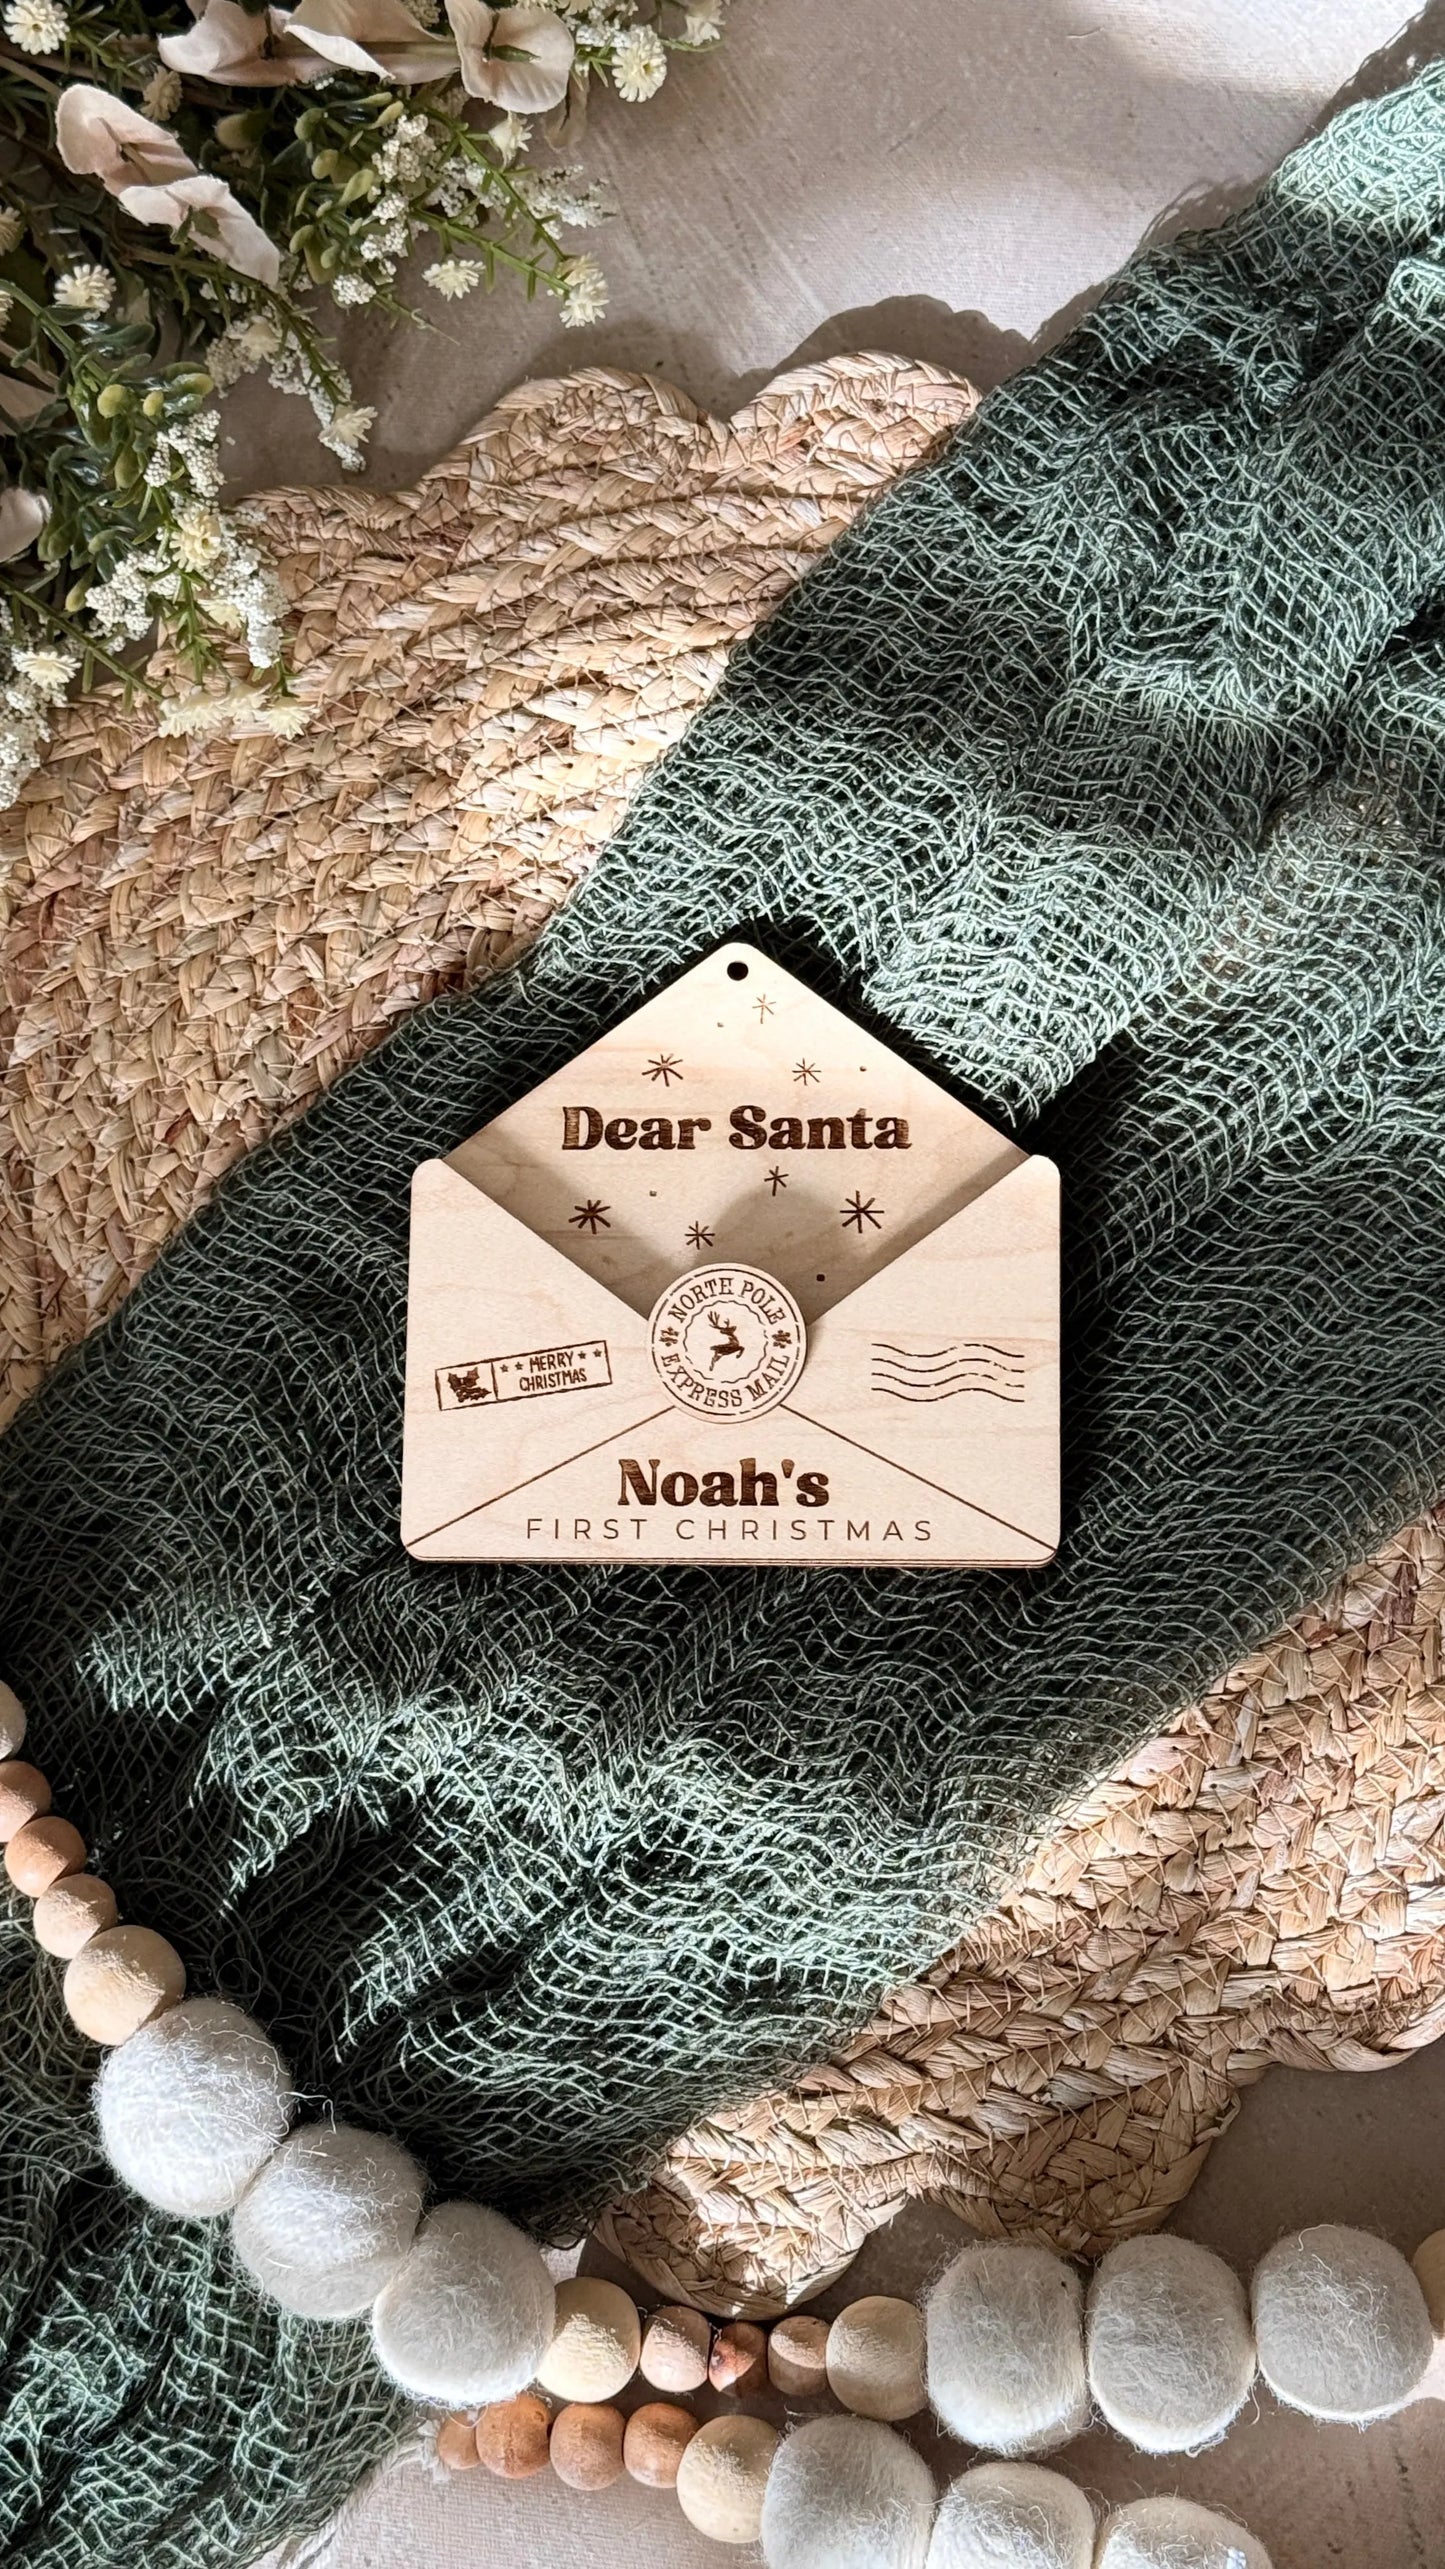 Dear Santa
NORTH POLE
EXPRESS MAIL
MERRY
CHRISTMAS
Noah's
FIRST CHRISTMAS